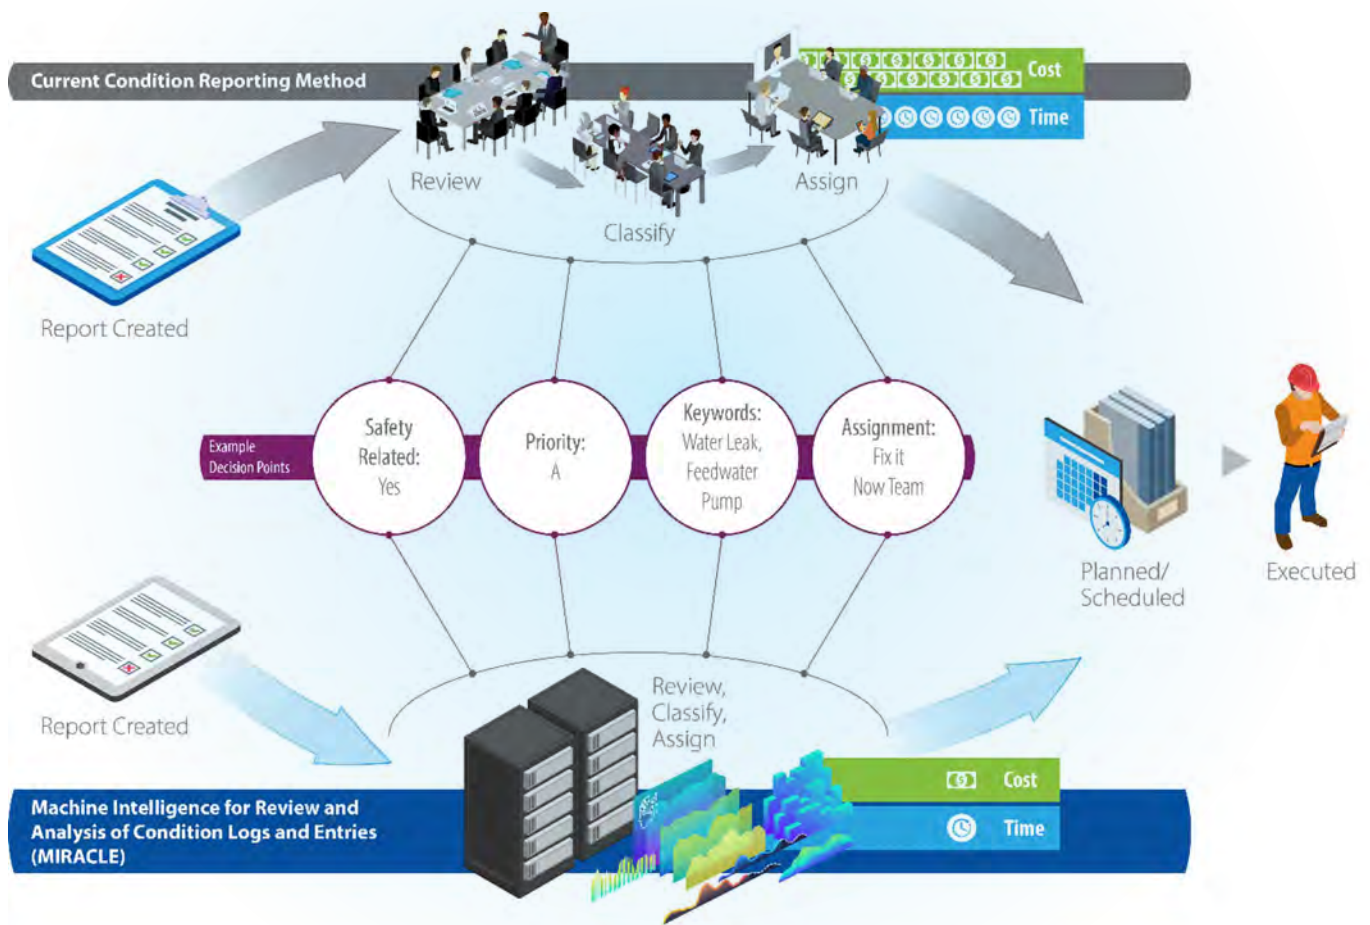 Current Condition Reporting Method
Cost
Time
Review
Classify
Assign
Report Created
Example
Decision Points
Safety
Related:
Yes
Priority:
A
Keywords:
Water Leak,
Feedwater
Pump
Assignment:
Fix it
Now Team
Planned/
Scheduled
Executed
Report Created
Review,
Classify,
Assign
Machine Intelligence for Review and
Analysis of Condition Logs and Entries
(MIRACLE)
Cost
Time